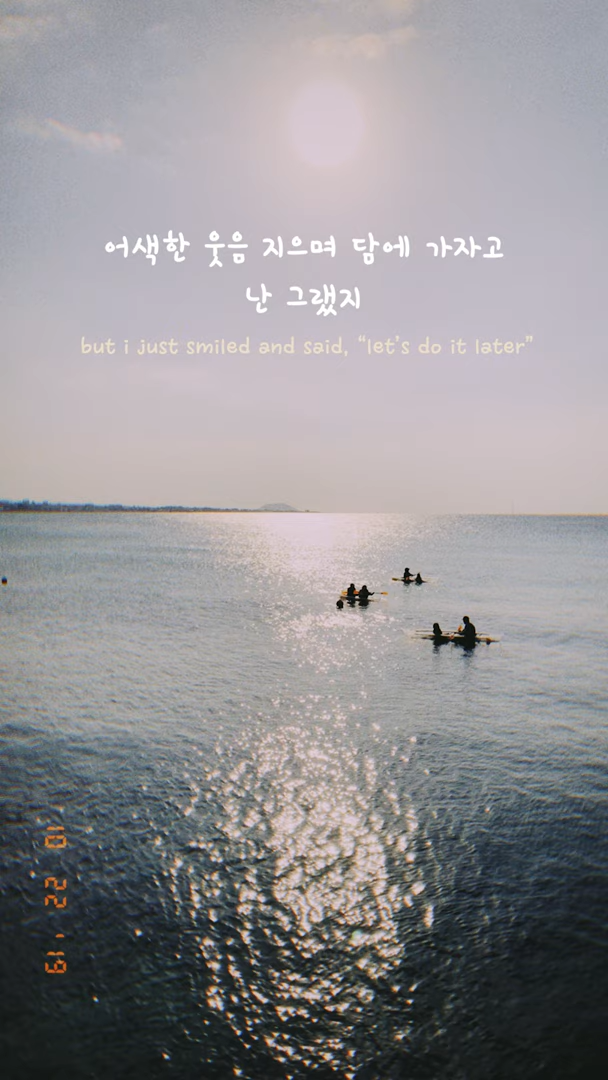 어색한 웃음 지으며 담에 가자고
난 그랬지
but i just smiled and said, “let’s do it later”
10 22 '19